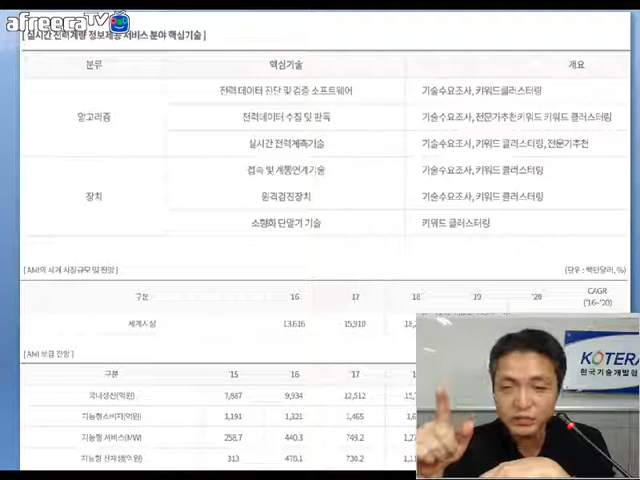 afreecaTV
[ 실시간 전력계량 정보제공 서비스 분야 핵심기술 ]
분류 핵심기술 개요
알고리즘
전력 데이터 진단 및 검증 소프트웨어 기술수요조사, 키워드클러스터링
전력데이터 수집 및 판독 기술수요조사, 전문가추천키워드 키워드 클러스터링
실시간 전력계측기술 기술수요조사, 키워드 클러스터링, 전문가추천
장치
접속 및 계통연계기술 기술수요조사, 키워드 클러스터링
원격검진장치 기술수요조사, 키워드 클러스터링
소형화 단말기 기술 키워드 클러스터링
[ AMI의 세계 시장규모 및 전망 ] (단위 : 백만달러, %)
구분 '16 '17 '18 '19 '20 CAGR
('16~'20)
세계시장 13,616 15,910
[ AMI 보급 전망 ]
구분 '15 '16 '17
국내생산(억원) 7,887 9,934 12,512
지능형소비자(억원) 1,191 1,321 1,465
지능형 서비스(MW) 258.7 440.3 749.2
지능형 신재생(억원) 313 478.1 730.2
KOTERA
한국기술개발협